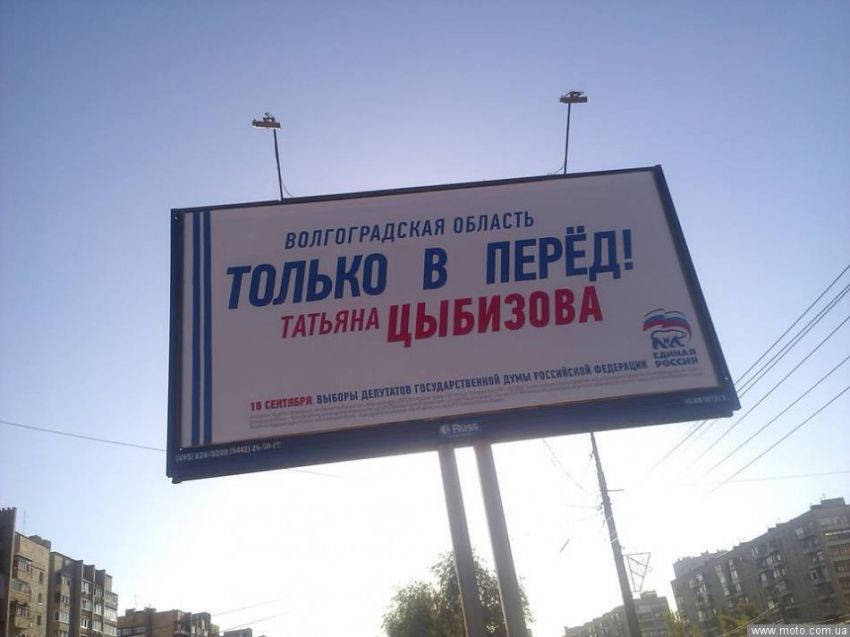 ВОЛГОГРАДСКАЯ ОБЛАСТЬ
ТОЛЬКО В ПЕРЁД!
ТАТЬЯНА ЦЫБИЗОВА
ЕДИНАЯ
РОССИЯ
18 СЕНТЯБРЯ ВЫБОРЫ ДЕПУТАТОВ ГОСУДАРСТВЕННОЙ ДУМЫ РОССИЙСКОЙ ФЕДЕРАЦИИ
Russ
www.moto.com.ua